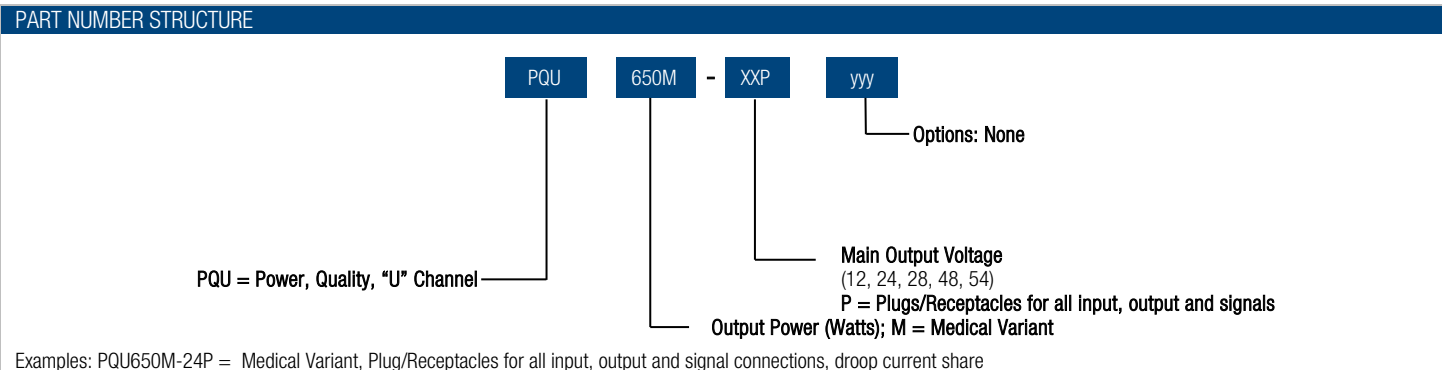 PART NUMBER STRUCTURE
PQU 650M - XXP yyy
Options: None
Main Output Voltage
(12, 24, 28, 48, 54)
PQU = Power, Quality, “U” Channel
P = Plugs/Receptacles for all input, output and signals
Output Power (Watts); M = Medical Variant
Examples: PQU650M-24P = Medical Variant, Plug/Receptacles for all input, output and signal connections, droop current share